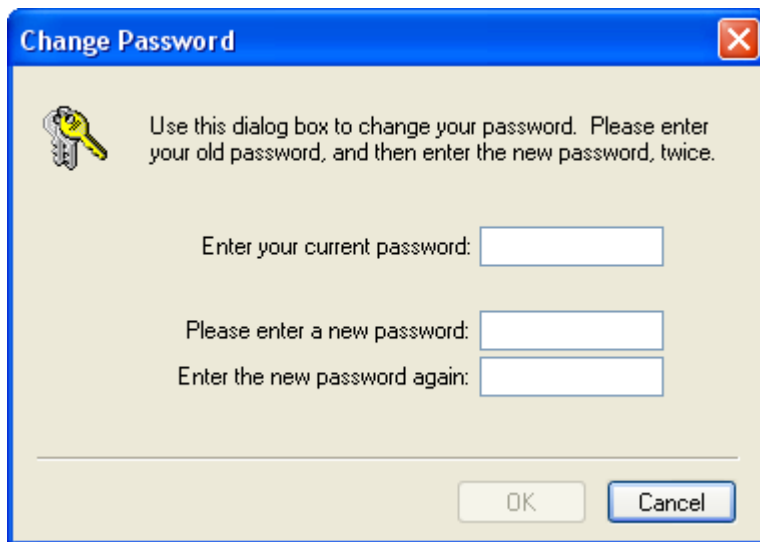 Change Password
Use this dialog box to change your password.  Please enter
your old password, and then enter the new password, twice.
Enter your current password:
Please enter a new password:
Enter the new password again:
OK
Cancel